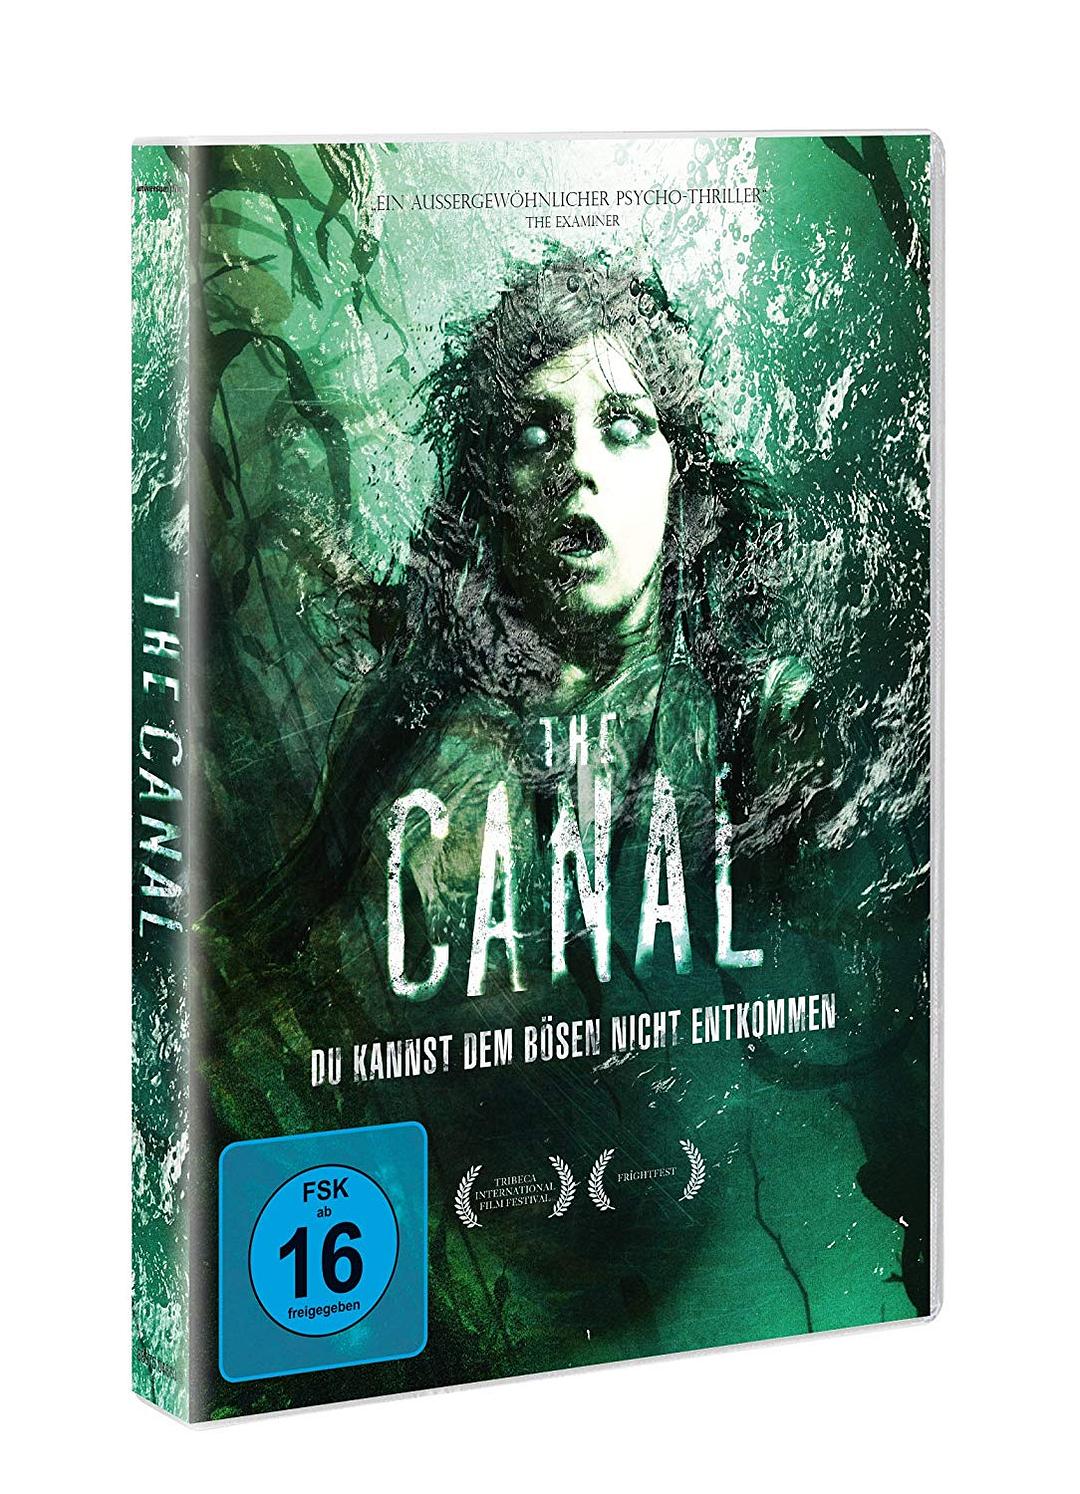 „EIN AUSSERGEWÖHNLICHER PSYCHO-THRILLER“
THE EXAMINER
THE
CANAL
DU KANNST DEM BÖSEN NICHT ENTKOMMEN
TRIBECA
INTERNATIONAL
FILM FESTIVAL
FRIGHTFEST
FSK
ab
16
freigegeben
THE CANAL